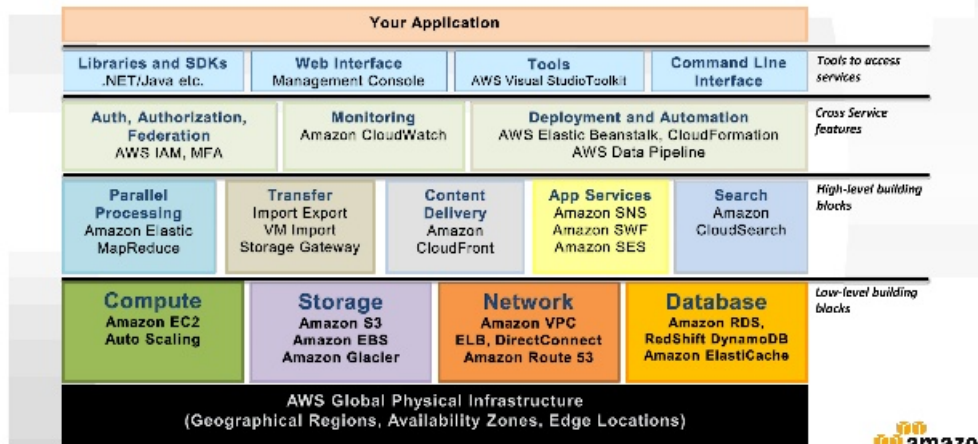 Your Application
Libraries and SDKs
.NET/Java etc.
Web Interface
Management Console
Tools
AWS Visual StudioToolkit
Command Line
Interface
Tools to access
services
Auth, Authorization,
Federation
AWS IAM, MFA
Monitoring
Amazon CloudWatch
Deployment and Automation
AWS Elastic Beanstalk, CloudFormation
AWS Data Pipeline
Cross Service
features
Parallel
Processing
Amazon Elastic
MapReduce
Transfer
Import Export
VM Import
Storage Gateway
Content
Delivery
Amazon
CloudFront
App Services
Amazon SNS
Amazon SWF
Amazon SES
Search
Amazon
CloudSearch
High-level building
blocks
Compute
Amazon EC2
Auto Scaling
Storage
Amazon S3
Amazon EBS
Amazon Glacier
Network
Amazon VPC
ELB, DirectConnect
Amazon Route 53
Database
Amazon RDS,
RedShift DynamoDB
Amazon ElastiCache
Low-level building
blocks
AWS Global Physical Infrastructure
(Geographical Regions, Availability Zones, Edge Locations)